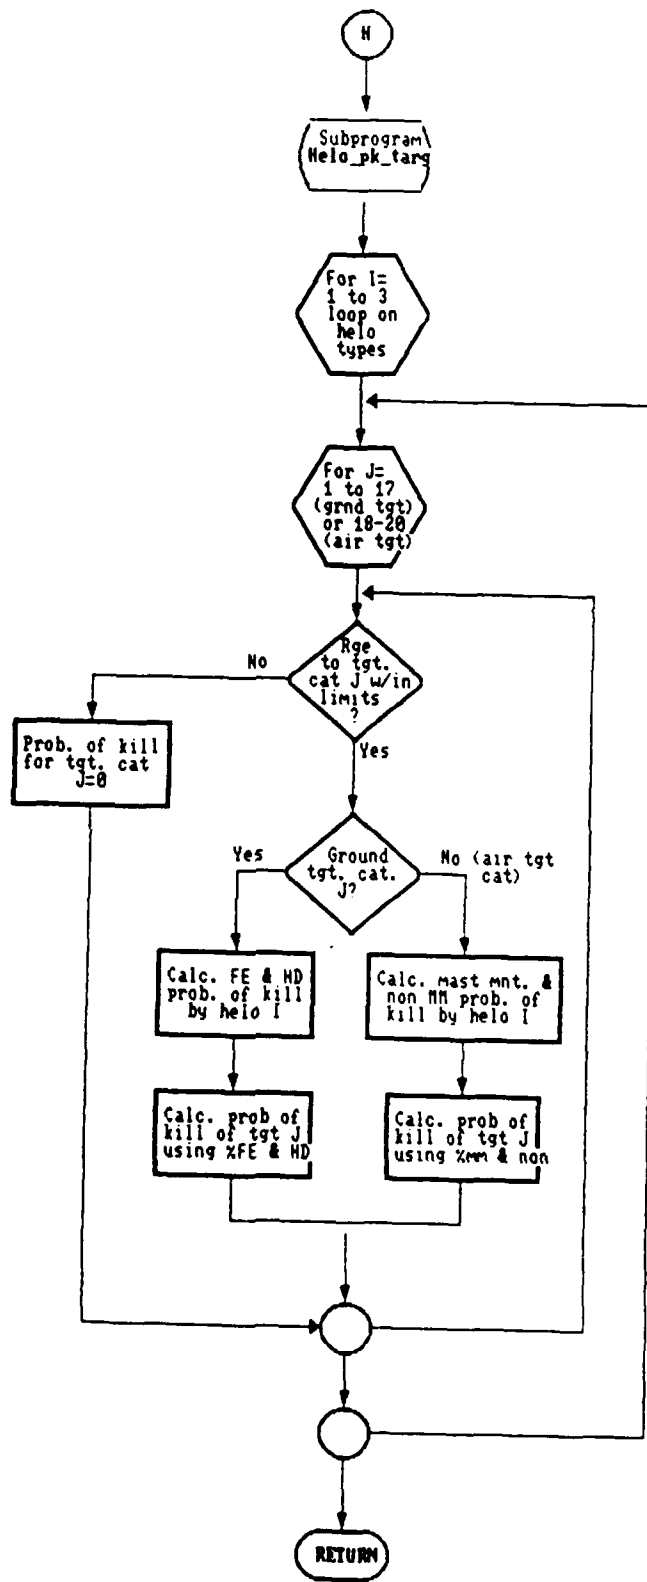 H
Subprogram
Helo_pk_targ
For I=
1 to 3
loop on
helo
types
For J=
1 to 17
(grnd tgt)
or 18-20
(air tgt)
Rge
to tgt.
cat J w/in
limits
?
No
Yes
Prob. of kill
for tgt. cat
J=0
Ground
tgt. cat.
J?
Yes
No (air tgt
cat)
Calc. FE & HD
prob. of kill
by helo I
Calc. mast mnt. &
non MM prob. of
kill by helo I
Calc. prob of
kill of tgt J
using %FE & HD
Calc. prob of
kill of tgt J
using %MM & non
RETURN